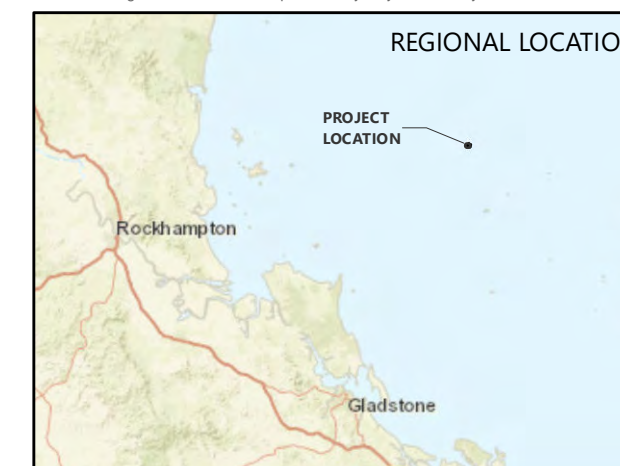 REGIONAL LOCATIO
PROJECT
LOCATION
Rockhampton
Gladstone